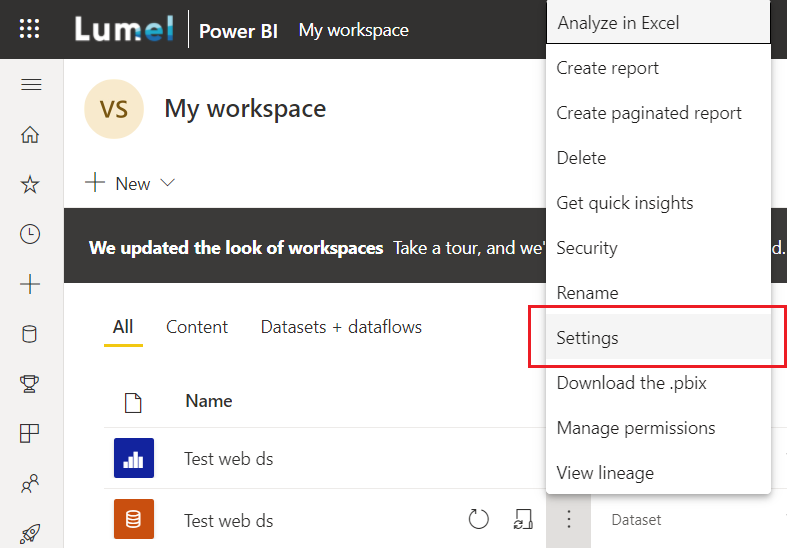 Lumel Power BI My workspace
VS My workspace
New
We updated the look of workspaces Take a tour, and we' d.
All Content Datasets + dataflows
Name
Test web ds
Test web ds Dataset
Analyze in Excel
Create report
Create paginated report
Delete
Get quick insights
Security
Rename
Settings
Download the .pbix
Manage permissions
View lineage